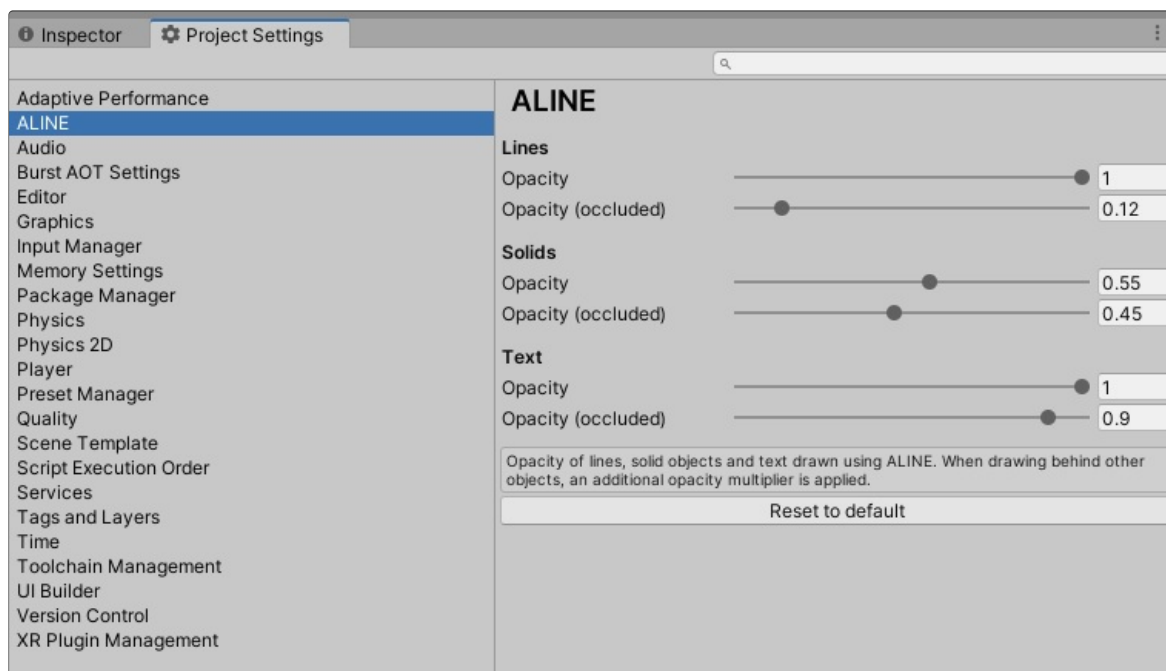 Inspector
Project Settings
Adaptive Performance
ALINE
Audio
Burst AOT Settings
Editor
Graphics
Input Manager
Memory Settings
Package Manager
Physics
Physics 2D
Player
Preset Manager
Quality
Scene Template
Script Execution Order
Services
Tags and Layers
Time
Toolchain Management
UI Builder
Version Control
XR Plugin Management
ALINE
Lines
Opacity 1
Opacity (occluded) 0.12
Solids
Opacity 0.55
Opacity (occluded) 0.45
Text
Opacity 1
Opacity (occluded) 0.9
Opacity of lines, solid objects and text drawn using ALINE. When drawing behind other
objects, an additional opacity multiplier is applied.
Reset to default